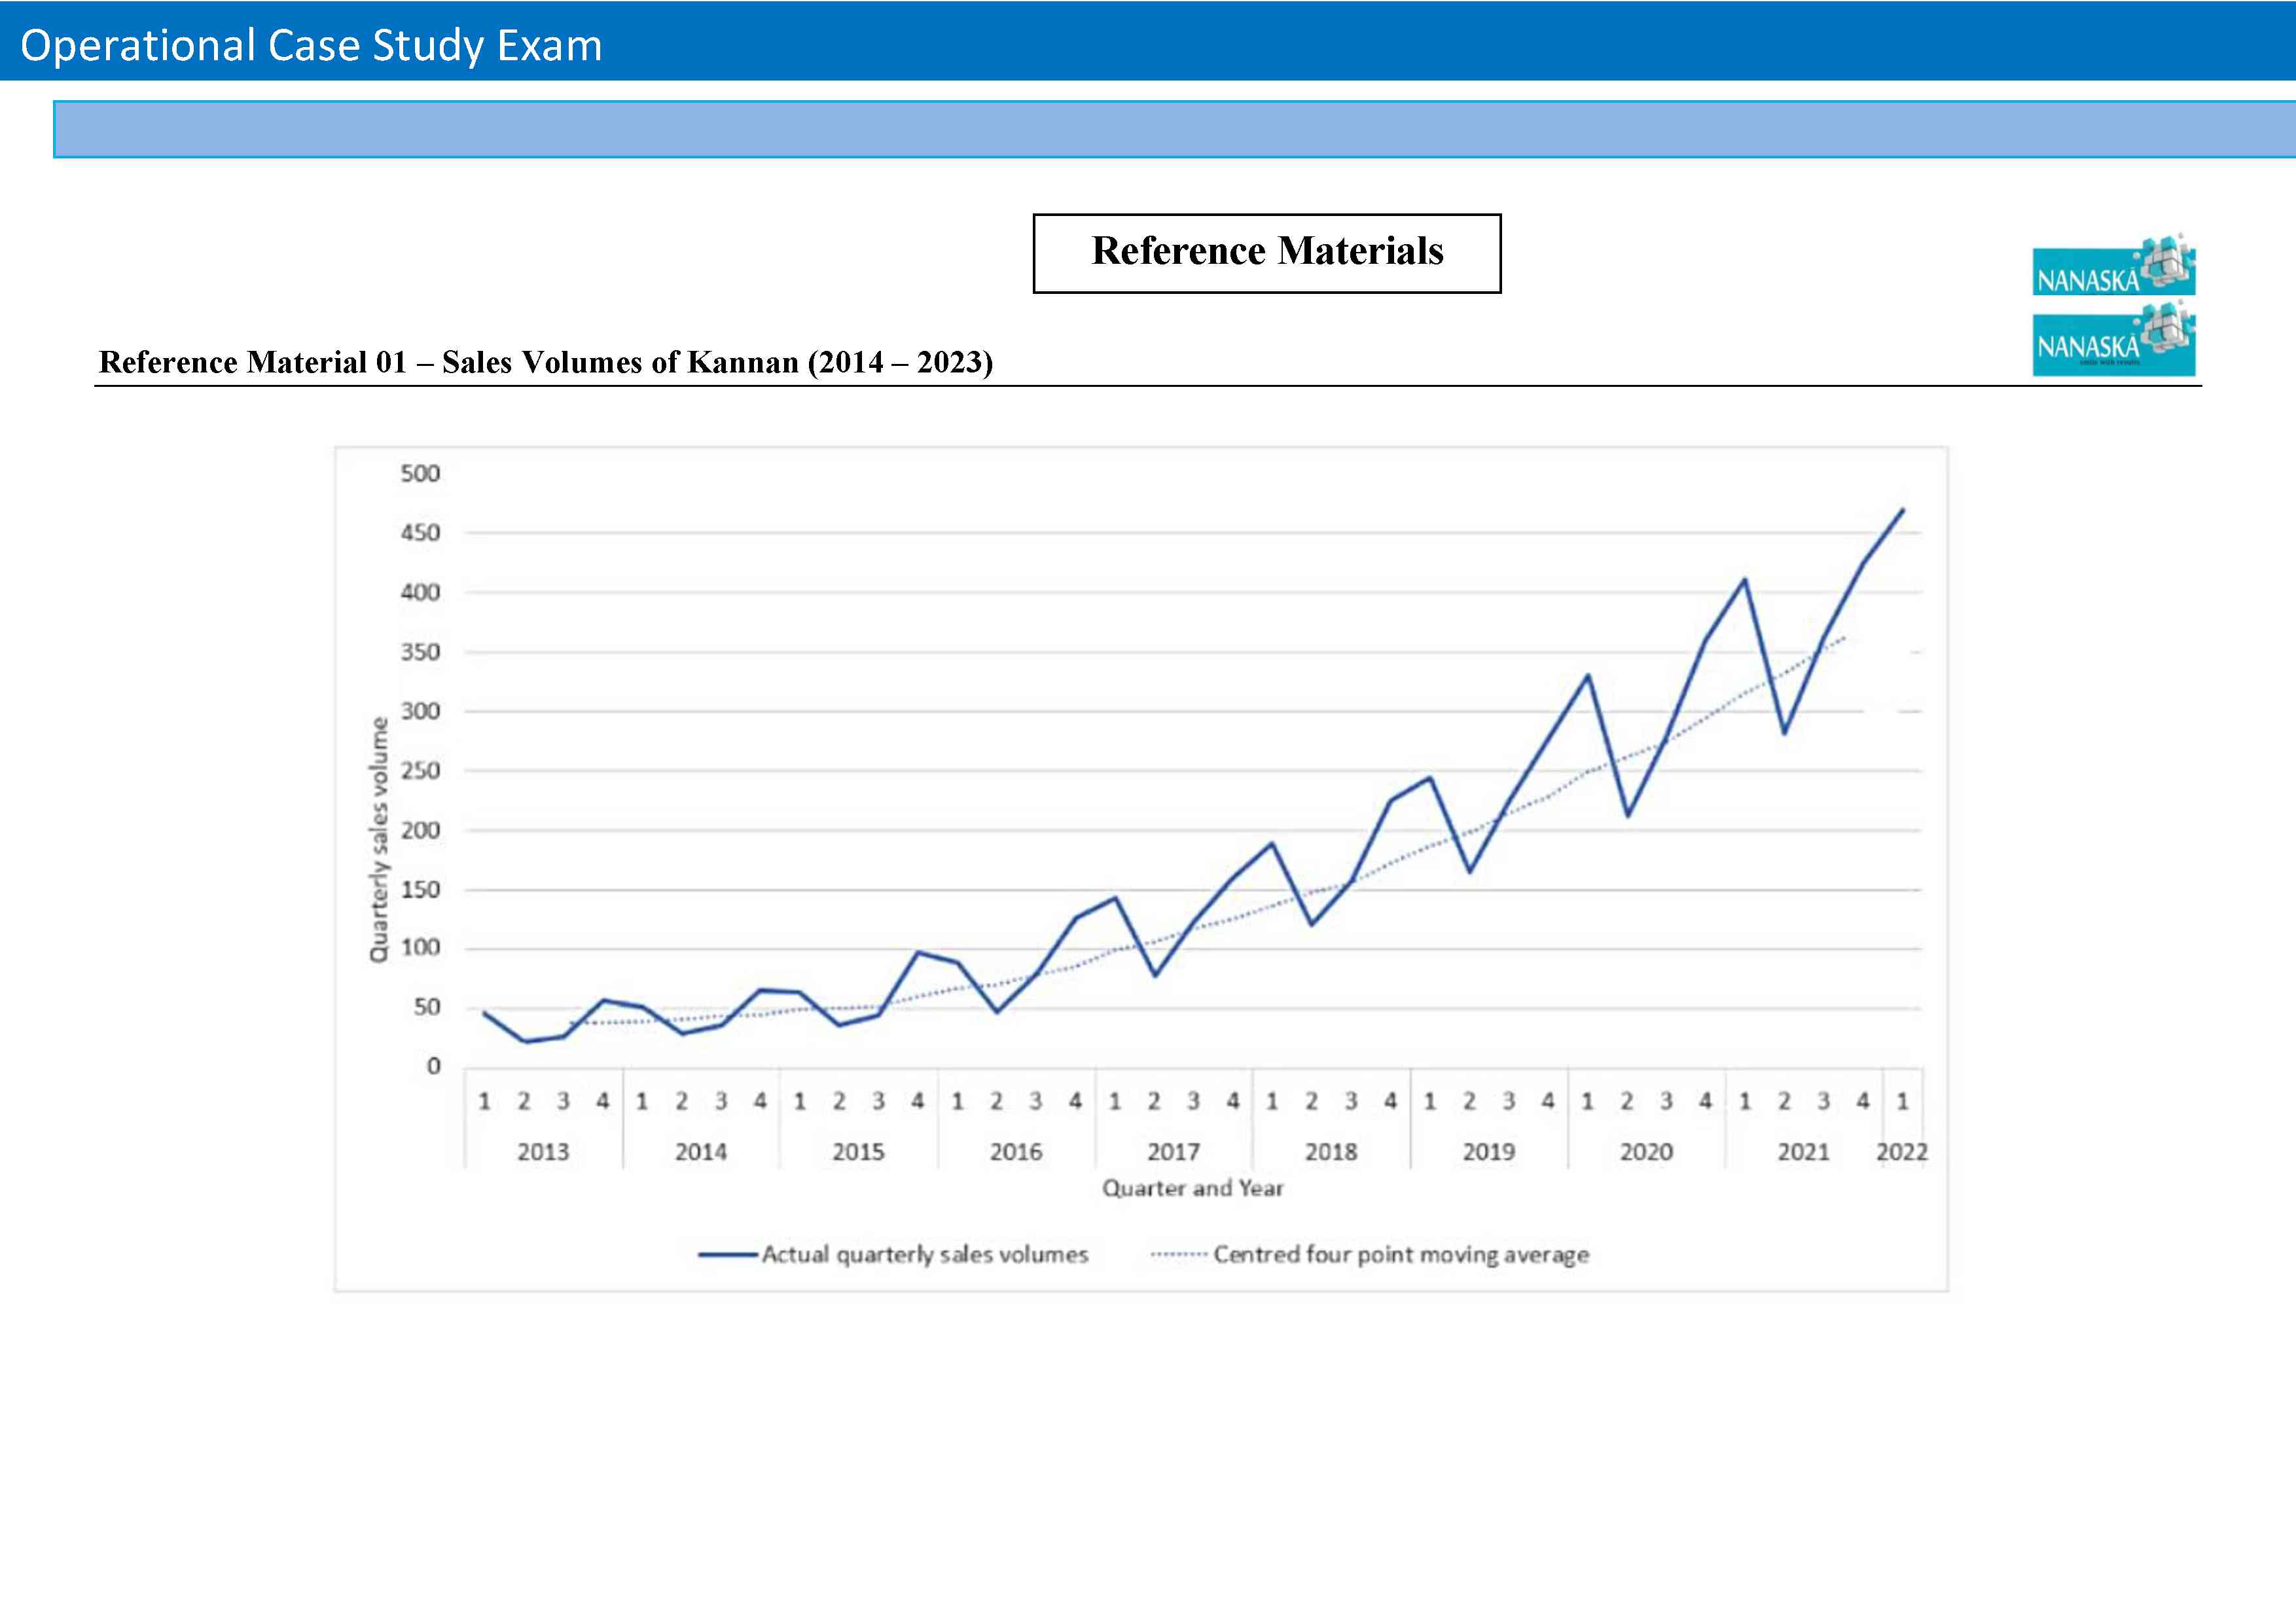 Operational Case Study Exam
Reference Materials
NANASKA
NANASKA
Reference Material 01 – Sales Volumes of Kannan (2014 – 2023)
500
450
400
350
300
250
200
150
100
50
0
Quarterly sales volume
1 2 3 4 1 2 3 4 1 2 3 4 1 2 3 4 1 2 3 4 1 2 3 4 1 2 3 4 1 2 3 4 1 2 3 4 1
2013 2014 2015 2016 2017 2018 2019 2020 2021 2022
Quarter and Year
Actual quarterly sales volumes
Centred four point moving average